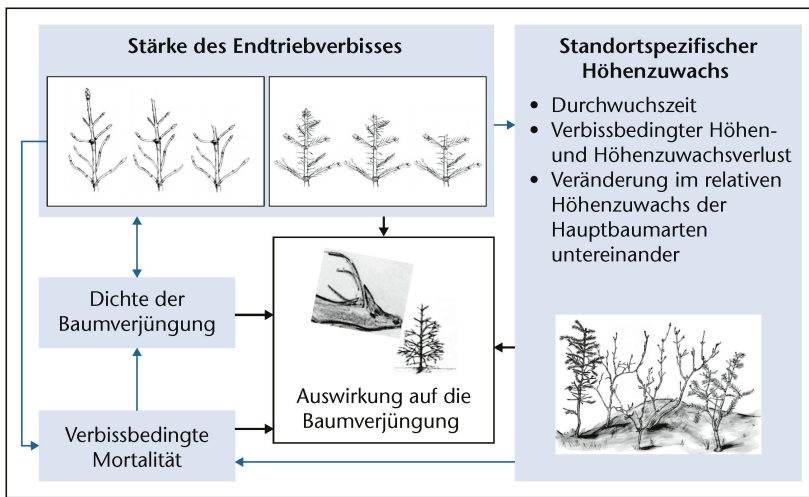 Stärke des Endtriebverbisses
Standortspezifischer
Höhenzuwachs
• Durchwuchszeit
• Verbissbedingter Höhen-
und Höhenzuwachsverlust
• Veränderung im relativen
Höhenzuwachs der
Hauptbaumarten
untereinander
Dichte der
Baumverjüngung
Auswirkung auf die
Baumverjüngung
Verbissbedingte
Mortalität